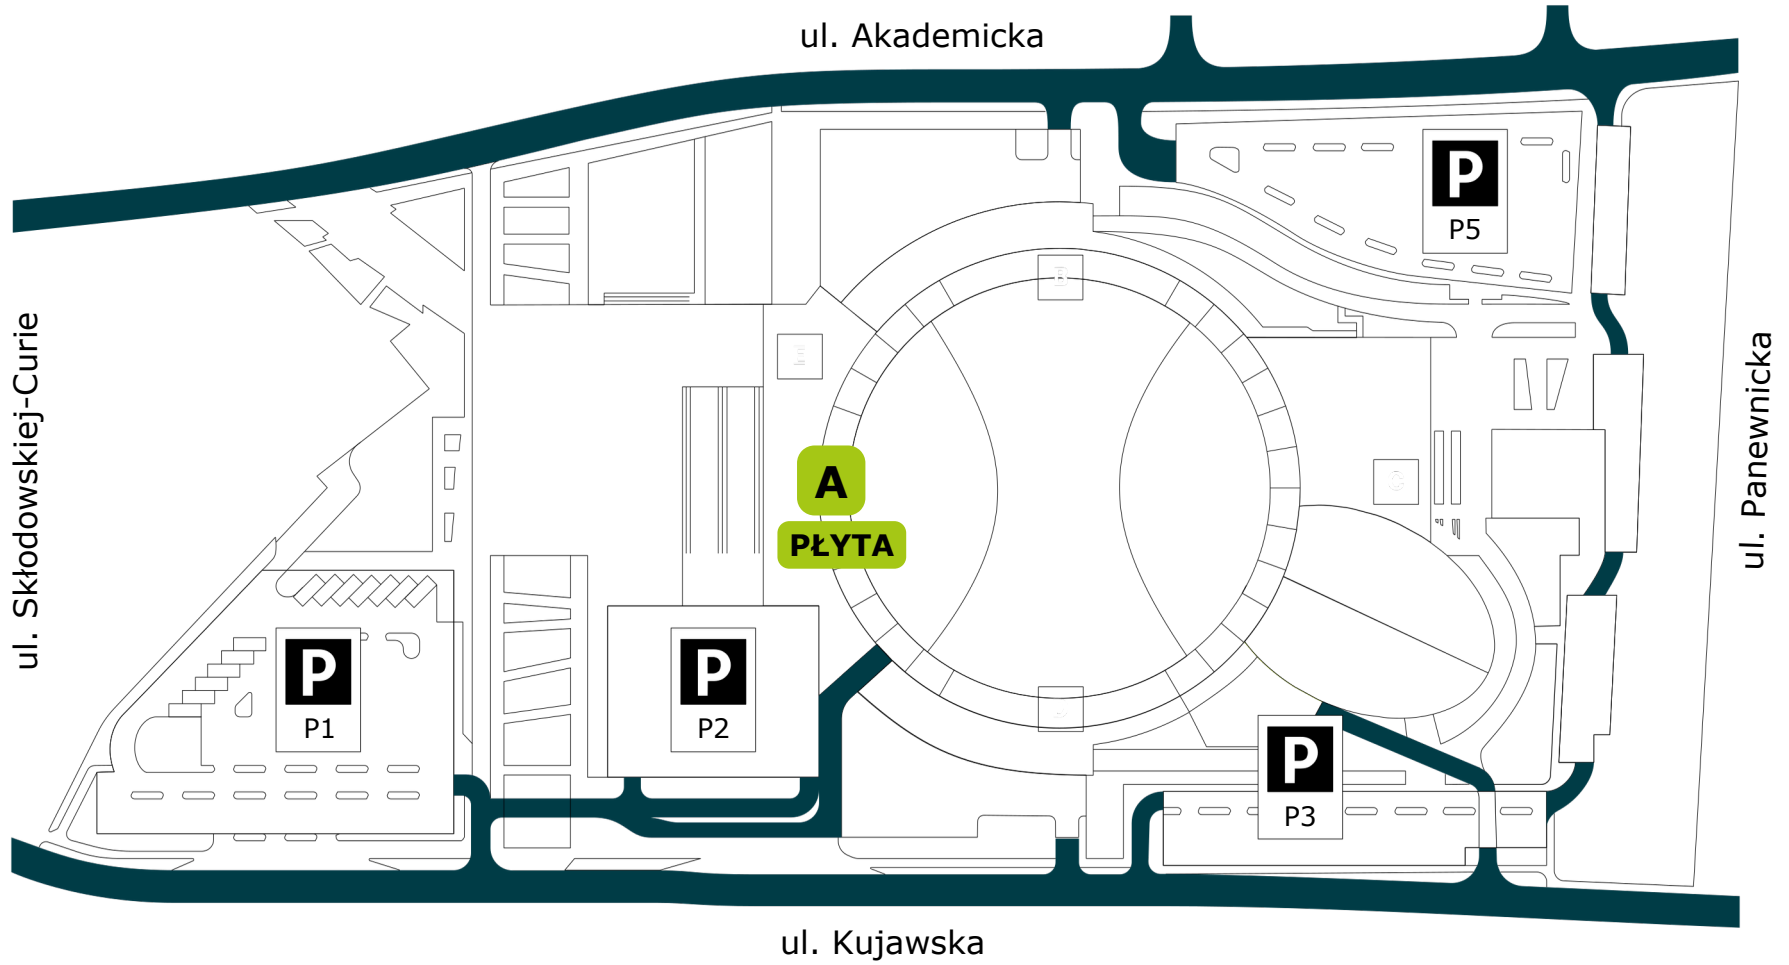 ul. Akademicka
P
P5
B
E
ul. Skłodowskiej-Curie
ul. Panewnicka
A
C
PŁYTA
P
P1
P
P2
P
P3
ul. Kujawska